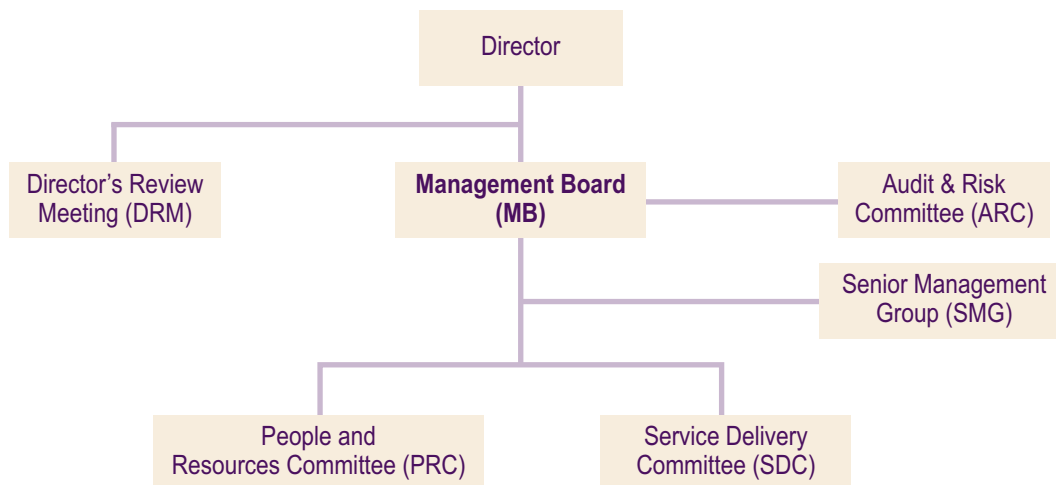 Director
Director’s Review
Meeting (DRM)
Management Board
(MB)
Audit & Risk
Committee (ARC)
Senior Management
Group (SMG)
People and
Resources Committee (PRC)
Service Delivery
Committee (SDC)